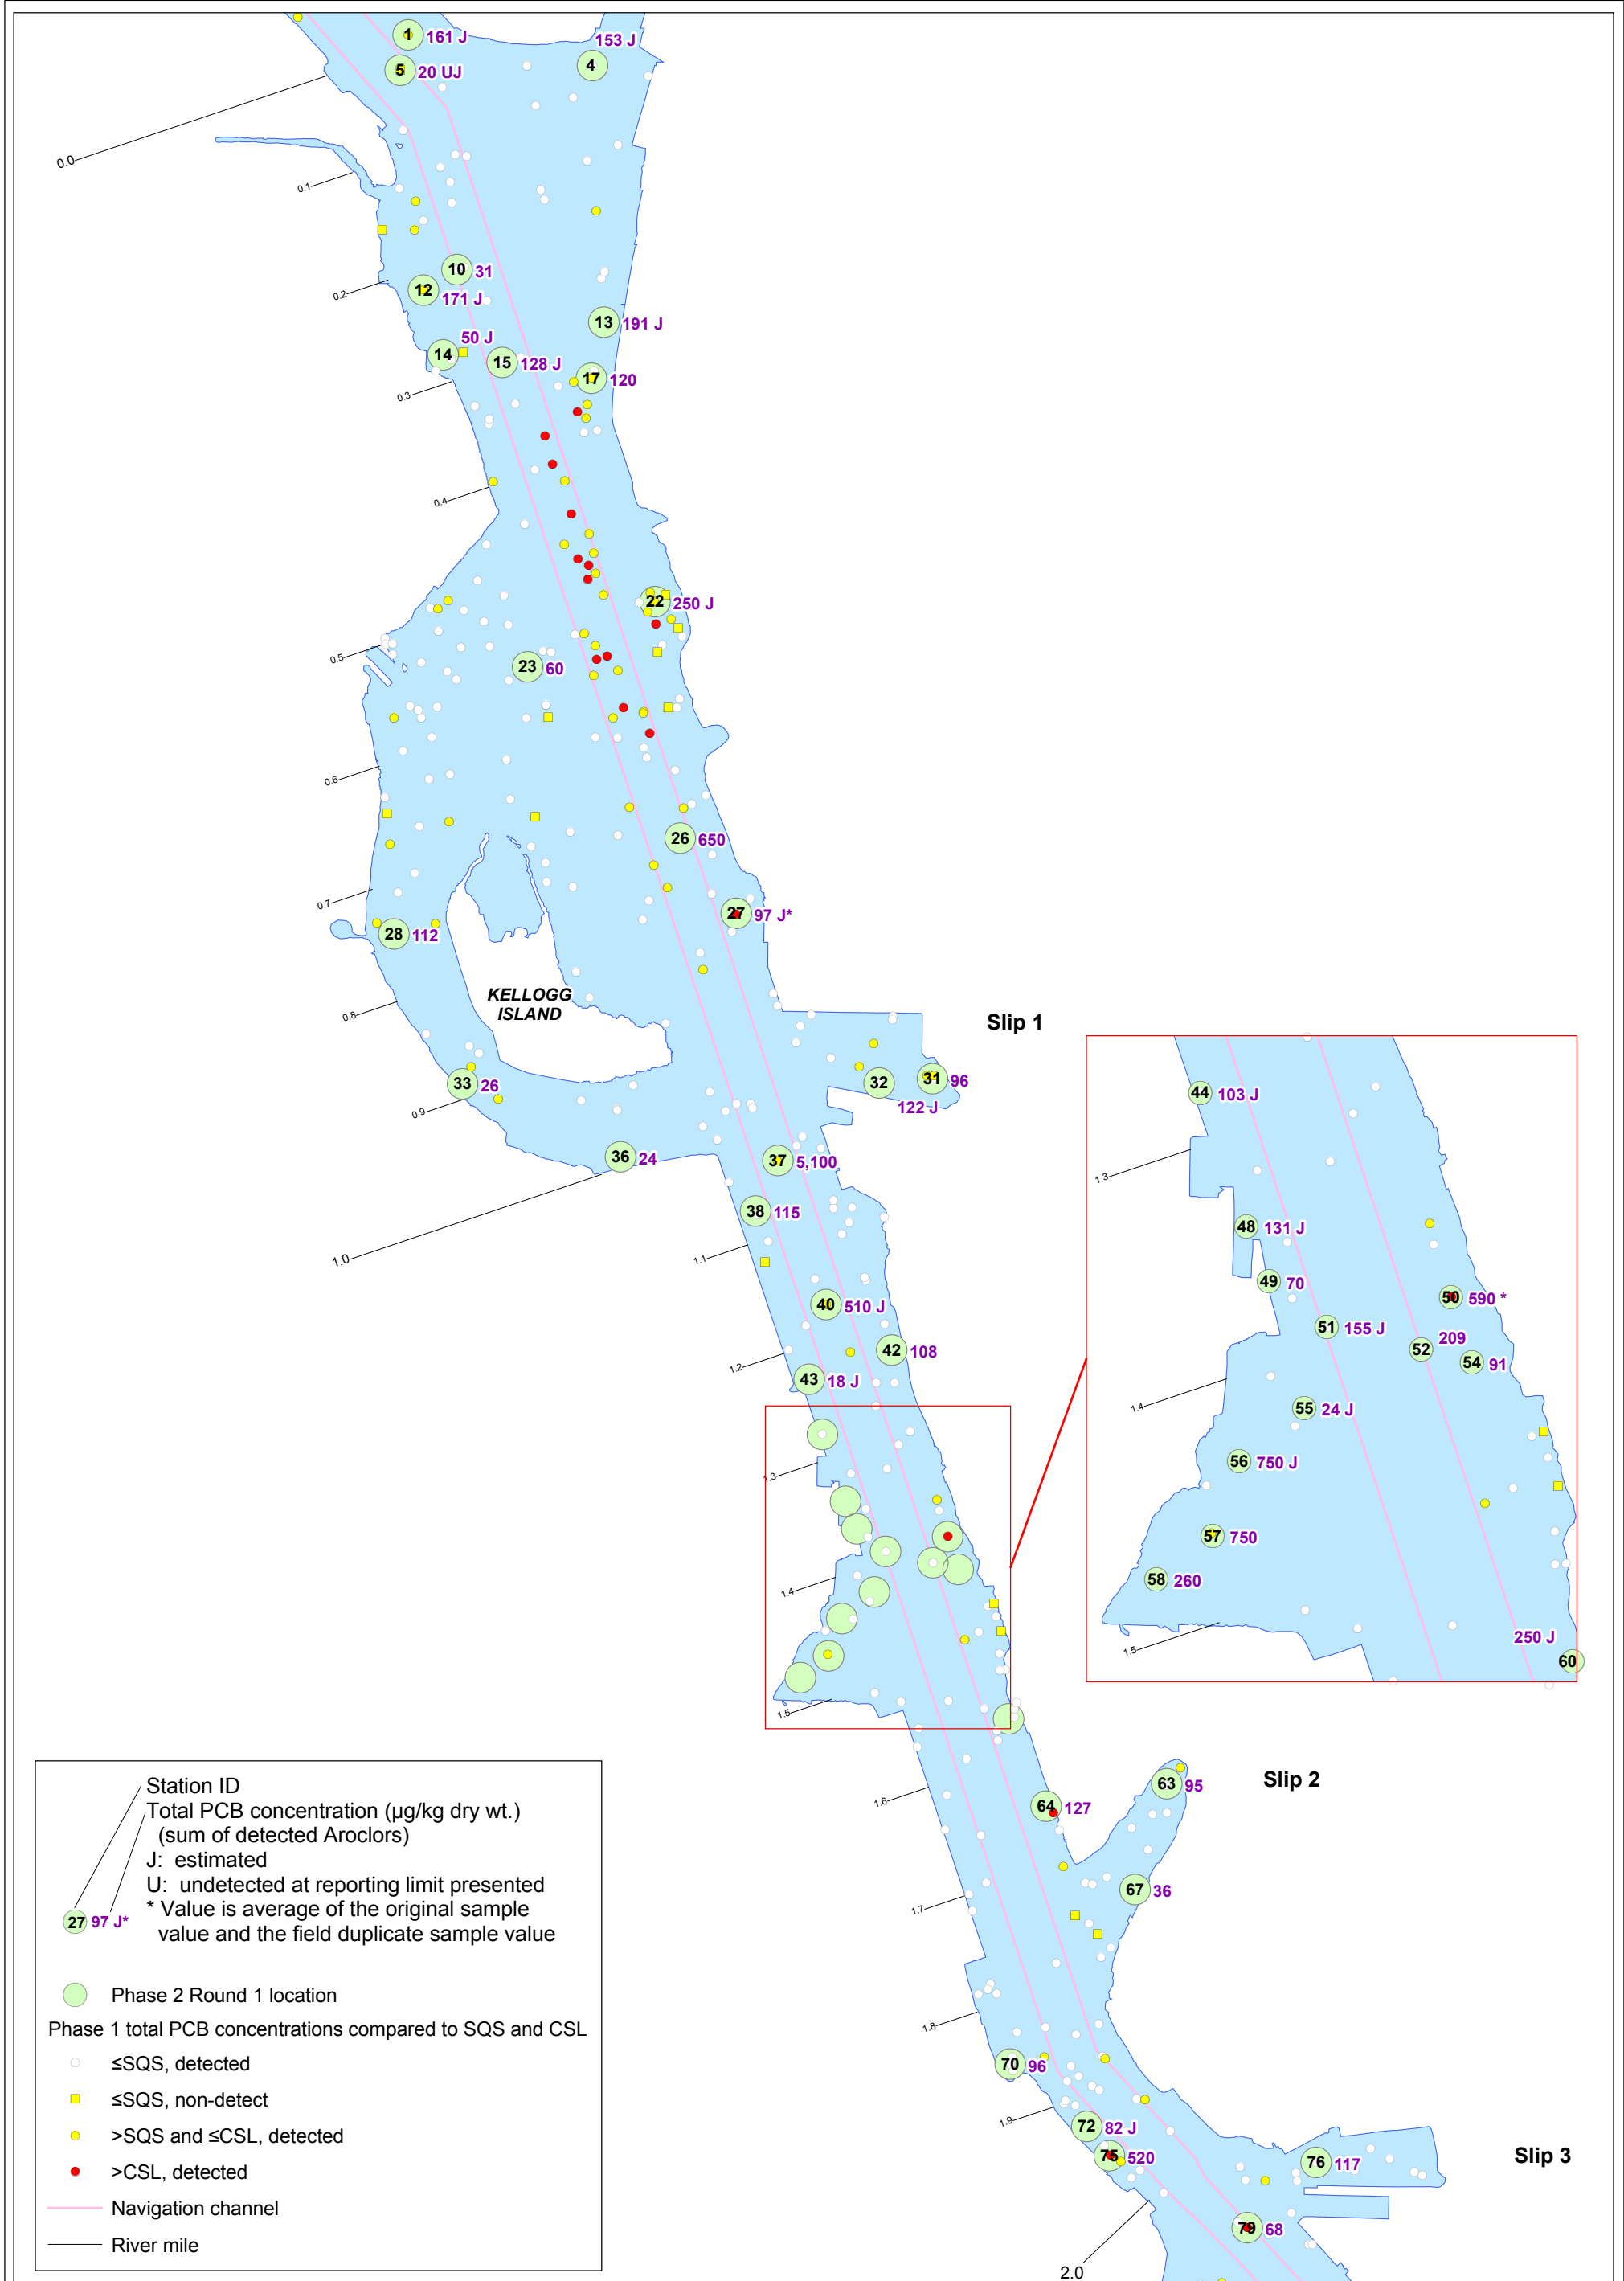 1 161 J
153 J
5 20 UJ
4
0.0
0.1
10 31
0.2
12 171 J
13 191 J
50 J
14
15 128 J
17 120
0.3
0.4
22 250 J
0.5
23 60
0.6
26 650
0.7
27 97 J*
28 112
KELLOGG
ISLAND
0.8
Slip 1
33 26
32
31 96
122 J
0.9
36 24
37 5,100
38 115
1.0
1.1
40 510 J
42 108
1.2
43 18 J
1.3
1.4
1.5
44 103 J
1.3
48 131 J
49 70
50 590 *
51 155 J
209
52
54 91
1.4
55 24 J
56 750 J
57 750
58 260
250 J
1.5
60
Slip 2
63 95
1.6
64 127
67 36
1.7
1.8
70 96
1.9
72 82 J
75 520
76 117
Slip 3
79 68
2.0
Station ID
Total PCB concentration (µg/kg dry wt.)
(sum of detected Aroclors)
J: estimated
U: undetected at reporting limit presented
* Value is average of the original sample
27 97 J*
value and the field duplicate sample value
Phase 2 Round 1 location
Phase 1 total PCB concentrations compared to SQS and CSL
≤SQS, detected
≤SQS, non-detect
>SQS and ≤CSL, detected
>CSL, detected
Navigation channel
River mile